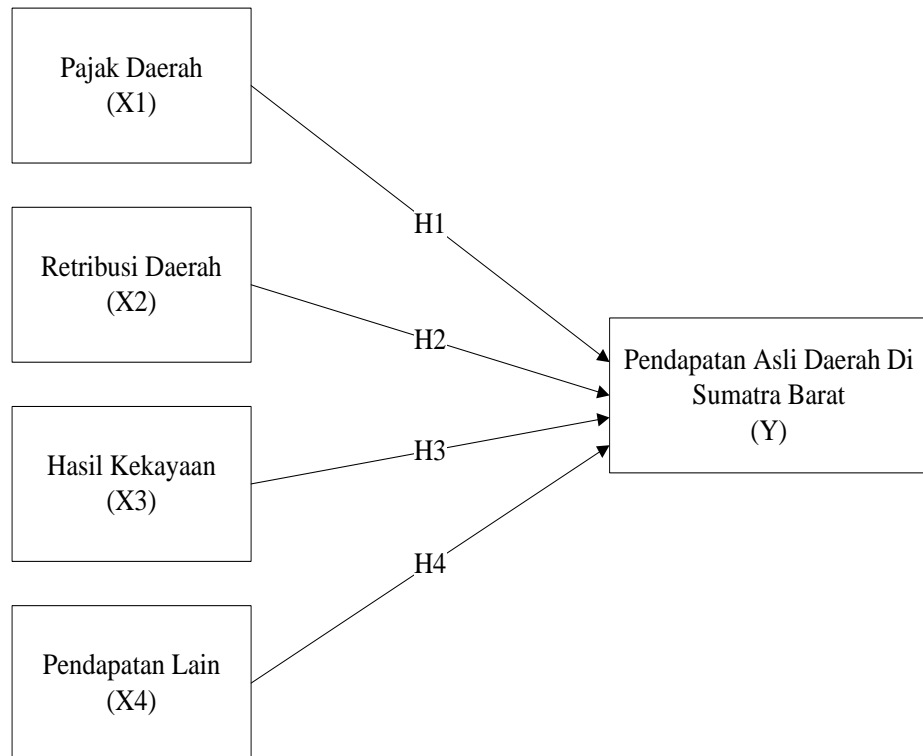 Pajak Daerah
(X1)
H1
Retribusi Daerah
(X2)
H2
Pendapatan Asli Daerah Di
Sumatra Barat
(Y)
Hasil Kekayaan
(X3)
H3
H4
Pendapatan Lain
(X4)